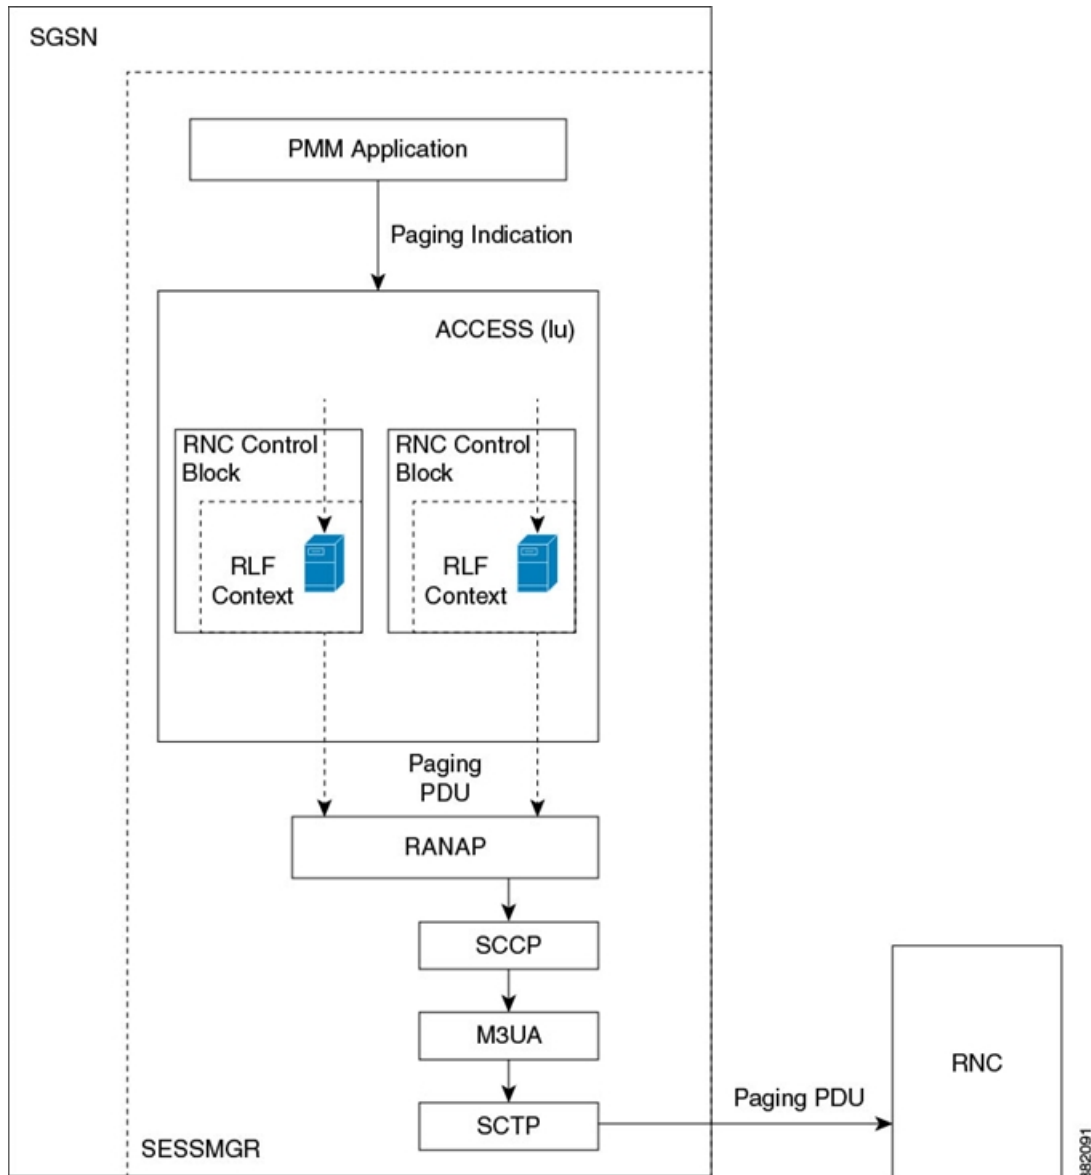 SGSN
PMM Application
Paging Indication
ACCESS (Iu)
RNC Control
Block
RLF
Context
RNC Control
Block
RLF
Context
Paging
PDU
RANAP
SCCP
M3UA
SCTP
SESSMGR
Paging PDU
RNC